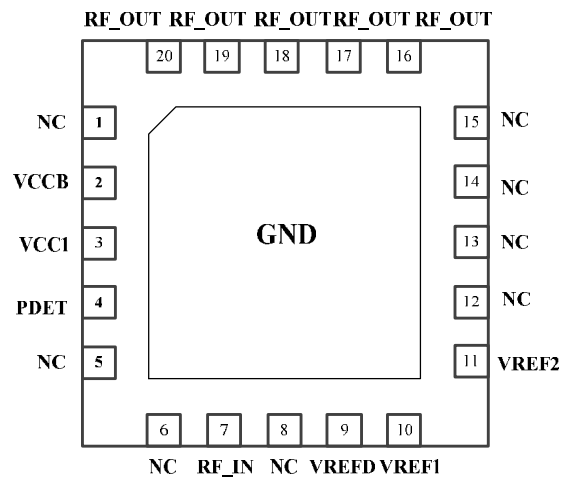 RF_OUT RF_OUT RF_OUT RF_OUT RF_OUT
20 19 18 17 16
NC 1 15 NC
VCCB 2 14 NC
GND
VCC1 3 13 NC
PDET 4 12 NC
NC 5 11 VREF2
6 7 8 9 10
NC RF_IN NC VREFD VREF1